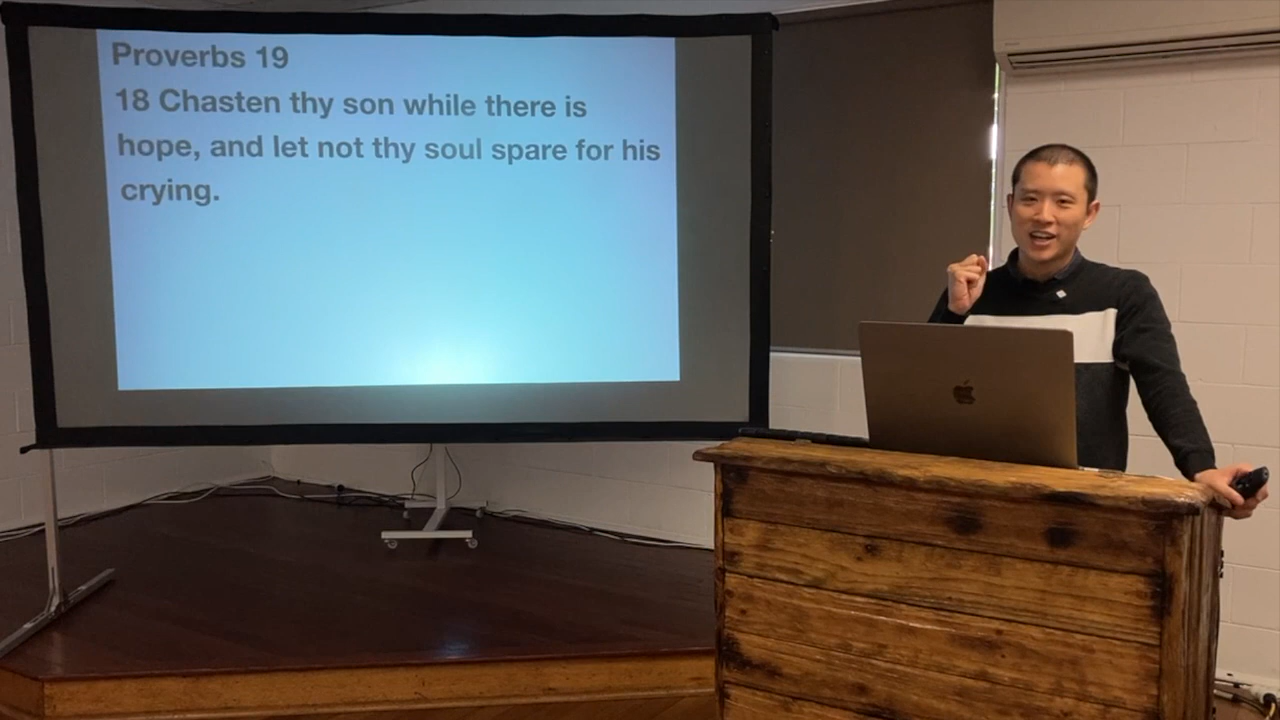 Proverbs 19
18 Chasten thy son while there is
hope, and let not thy soul spare for his
crying.